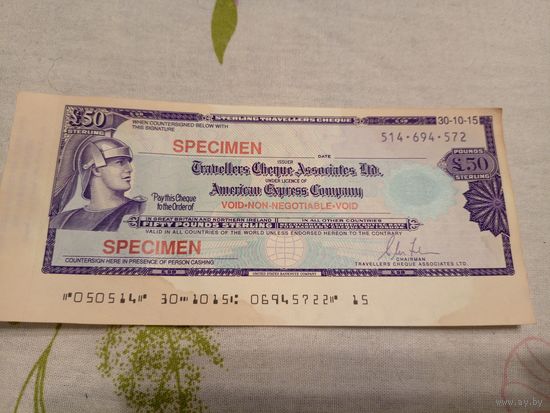 £50
STERLING
WHEN COUNTERSIGNED BELOW WITH
THIS SIGNATURE
STERLING TRAVELLERS CHEQUE
30-10-15
514·694·572
SPECIMEN
DATE
ISSUER
Travellers Cheque Associates Ltd.
UNDER LICENCE OF
American Express Company
POUNDS
£50
STERLING
Pay this Cheque
to the Order of
VOID·NON-NEGOTIABLE·VOID
IN GREAT BRITAIN AND NORTHERN IRELAND
IN ALL OTHER COUNTRIES
FIFTY POUNDS STERLING
VALID IN ALL COUNTRIES OF THE WORLD UNLESS ENDORSED HEREON TO THE CONTRARY
SPECIMEN
COUNTERSIGN HERE IN PRESENCE OF PERSON CASHING
CHAIRMAN
TRAVELLERS CHEQUE ASSOCIATES LTD.
UNITED STATES BANKNOTE COMPANY
⑈050514⑈ 30⑉1015⑆ 06945722⑈ 15
www.ay.by